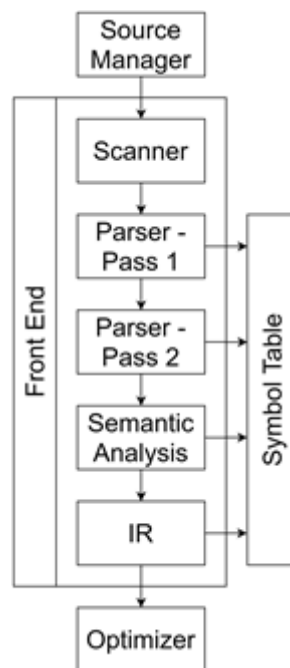 Source
Manager
Front End
Scanner
Parser -
Pass 1
Parser -
Pass 2
Semantic
Analysis
IR
Symbol Table
Optimizer